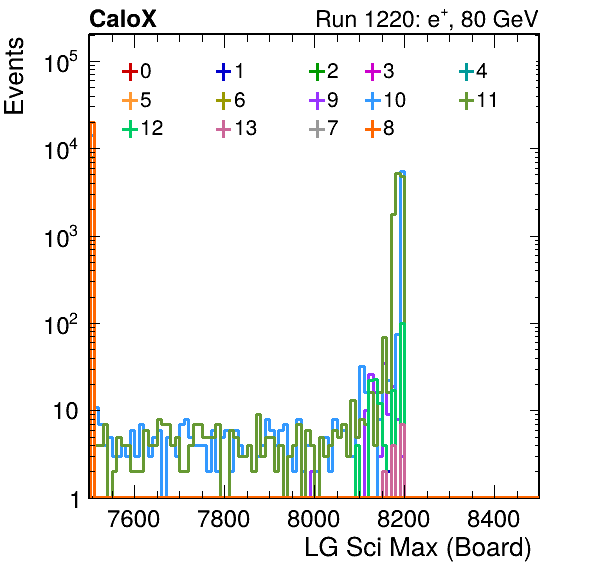 CaloX Run 1220: e⁺, 80 GeV
Events
10⁵
10⁴
10³
10²
10
1
0 1 2 3 4
5 6 9 10 11
12 13 7 8
7600 7800 8000 8200 8400
LG Sci Max (Board)